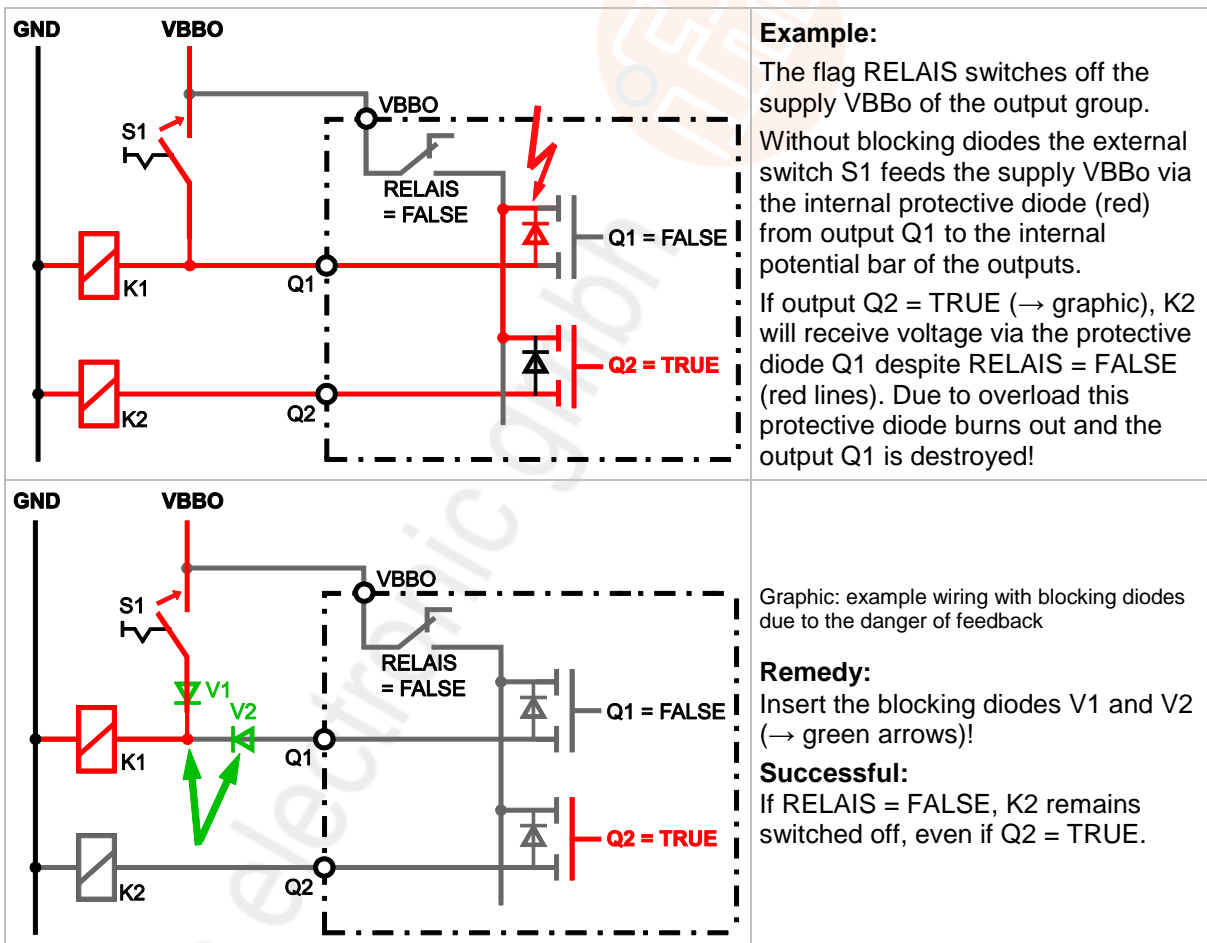 GND VBBO
VBBO
S1
RELAIS
= FALSE
Q1 = FALSE
Q1
K1
Q2 = TRUE
Q2
K2
Example:
The flag RELAIS switches off the
supply VBBo of the output group.
Without blocking diodes the external
switch S1 feeds the supply VBBo via
the internal protective diode (red)
from output Q1 to the internal
potential bar of the outputs.
If output Q2 = TRUE (→ graphic), K2
will receive voltage via the protective
diode Q1 despite RELAIS = FALSE
(red lines). Due to overload this
protective diode burns out and the
output Q1 is destroyed!
GND VBBO
VBBO
S1
RELAIS
= FALSE
V1
V2
Q1 = FALSE
Q1
K1
Q2 = TRUE
Q2
K2
Graphic: example wiring with blocking diodes
due to the danger of feedback
Remedy:
Insert the blocking diodes V1 and V2
(→ green arrows)!
Successful:
If RELAIS = FALSE, K2 remains
switched off, even if Q2 = TRUE.
electronic gmbh